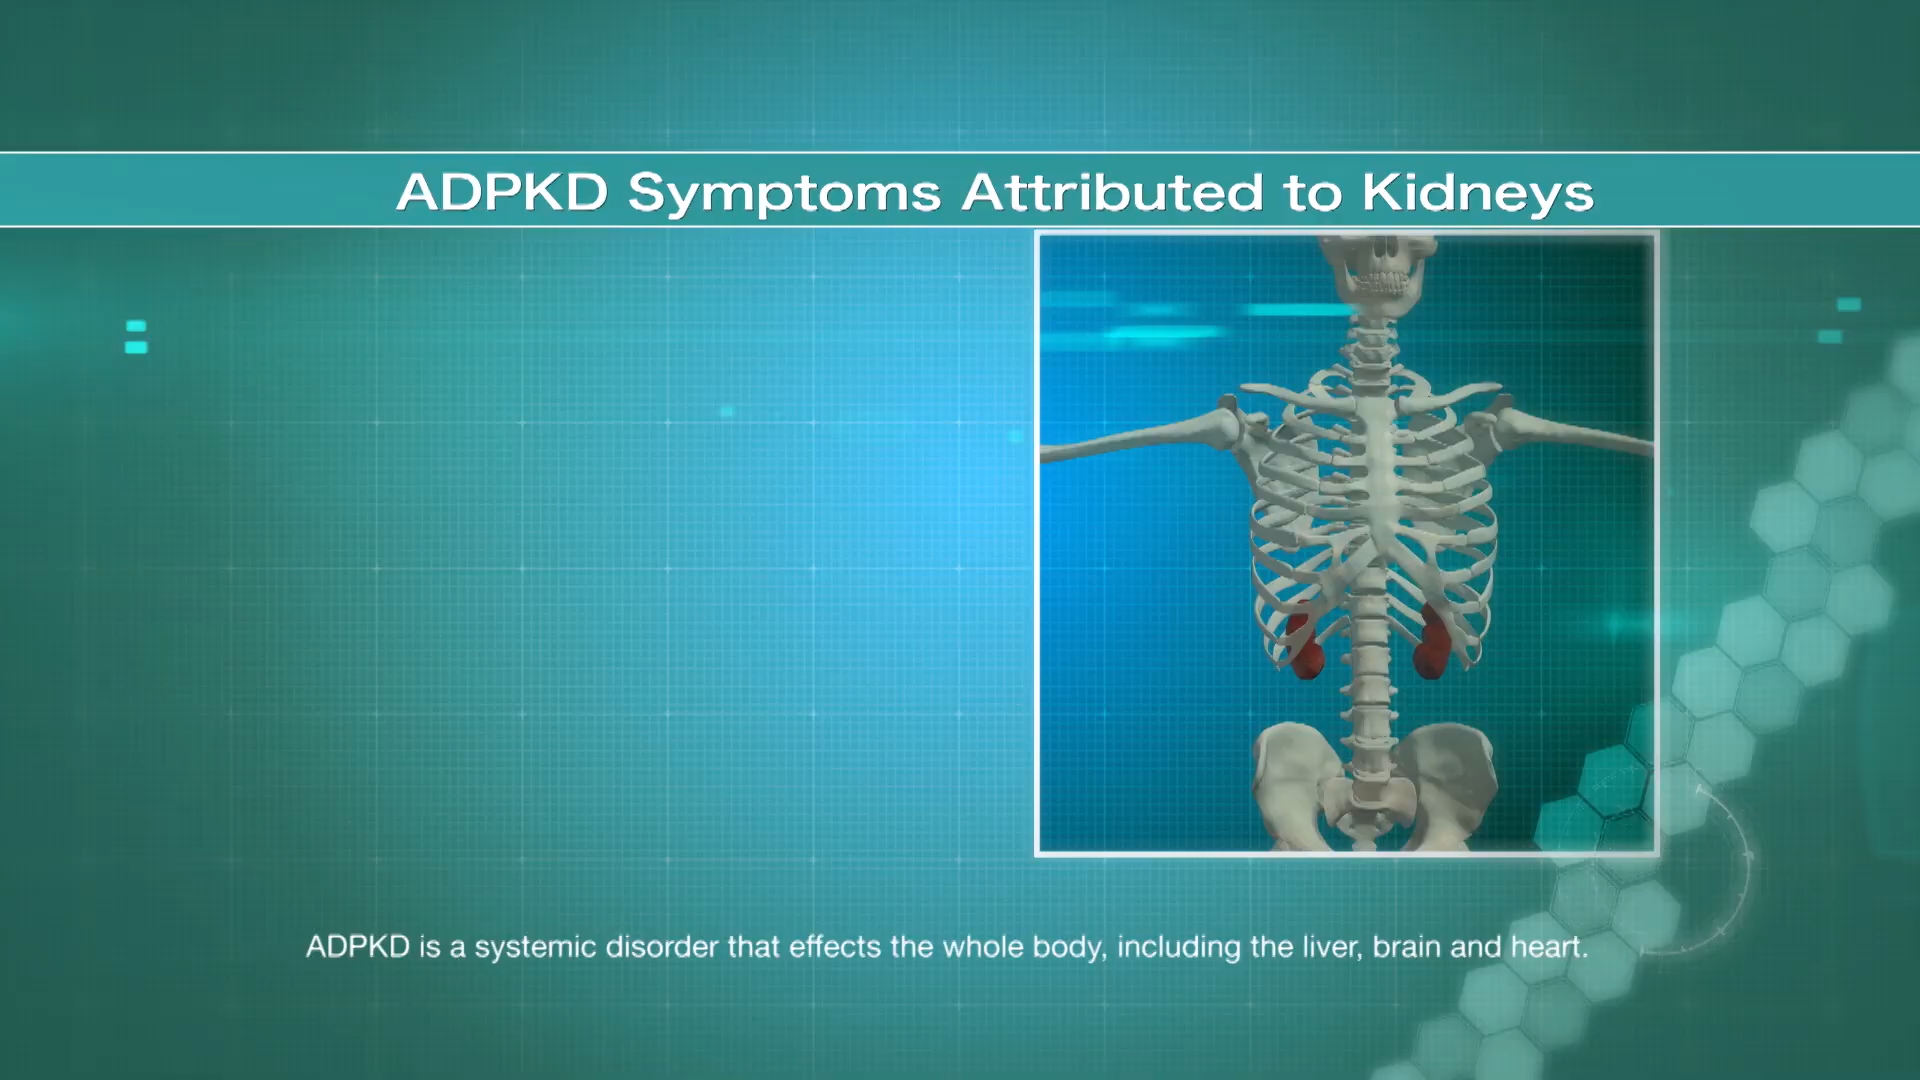 ADPKD Symptoms Attributed to Kidneys
ADPKD is a systemic disorder that effects the whole body, including the liver, brain and heart.